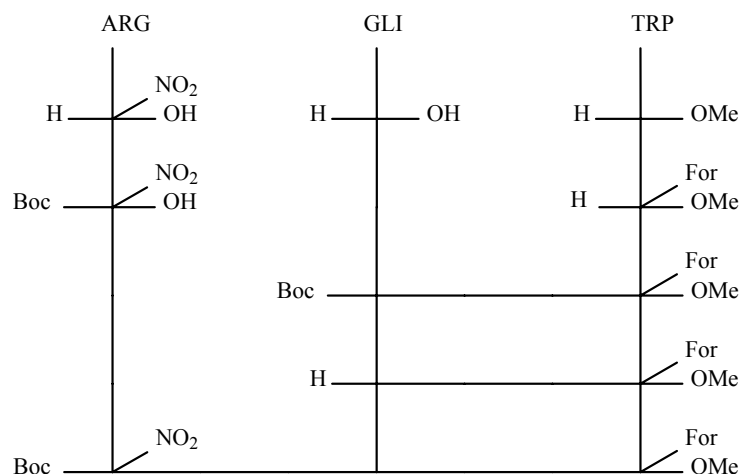 ARG GLI TRP
NO2
H OH H OH H OMe
NO2 For
Boc OH H OMe
For
Boc OMe
For
H OMe
NO2 For
Boc OMe